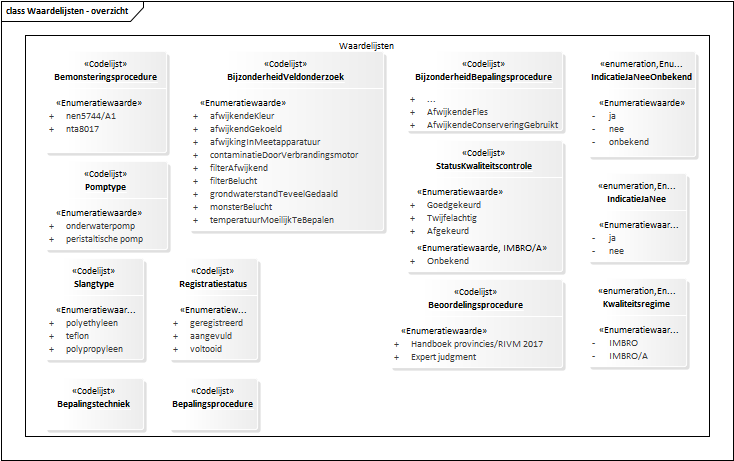 class Waardelijsten - overzicht
Waardelijsten
«Codelijst»
Bemonsteringsprocedure
«Enumeratiewaarde»
+ nen5744/A1
+ nta8017
«Codelijst»
BijzonderheidVeldonderzoek
«Enumeratiewaarde»
+ afwijkendeKleur
+ afwijkendGekoeld
+ afwijkingInMeetapparatuur
+ contaminatieDoorVerbrandingsmotor
+ filterAfwijkend
+ filterBelucht
+ grondwaterstandTeveelGedaald
+ monsterBelucht
+ temperatuurMoeilijkTeBepalen
«Codelijst»
BijzonderheidBepalingsprocedure
+ ...
+ AfwijkendeFles
+ AfwijkendeConserveringGebruikt
«enumeration,Enu...
IndicatieJaNeeOnbekend
«Enumeratiewaarde»
- ja
- nee
- onbekend
«Codelijst»
Pomptype
«Enumeratiewaarde»
+ onderwaterpomp
+ peristaltische pomp
«Codelijst»
StatusKwaliteitscontrole
«Enumeratiewaarde»
+ Goedgekeurd
+ Twijfelachtig
+ Afgekeurd
«Enumeratiewaarde, IMBRO/A»
+ Onbekend
«enumeration,En...
IndicatieJaNee
«Enumeratiewaar...
- ja
- nee
«Codelijst»
Slangtype
«Enumeratiewaar...
+ polyethyleen
+ teflon
+ polypropyleen
«Codelijst»
Registratiestatus
«Enumeratiew...
+ geregistreerd
+ aangevuld
+ voltooid
«Codelijst»
Beoordelingsprocedure
«Enumeratiewaarde»
+ Handboek provincies/RIVM 2017
+ Expert judgment
«enumeration,En...
Kwaliteitsregime
«Enumeratiewaar...
- IMBRO
- IMBRO/A
«Codelijst»
Bepalingstechniek
«Codelijst»
Bepalingsprocedure